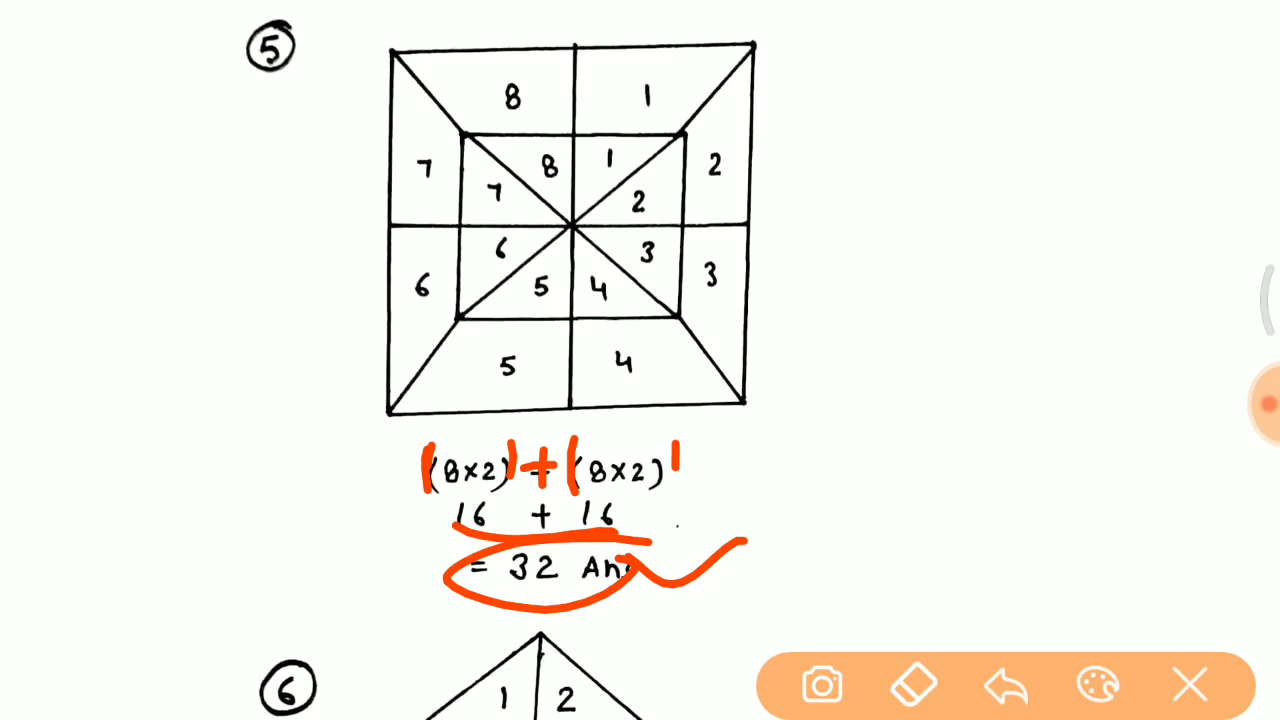 5
8 1
7 8 1 2
7 2
6 3
6 5 4 3
5 4
(8×2) + (8×2)
16 + 16
= 32 Ans
6
1 2